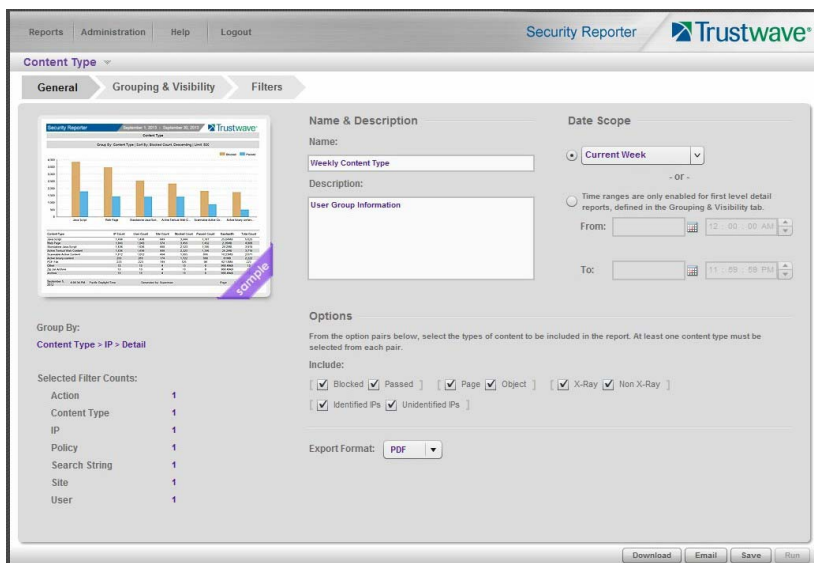 Reports Administration Help Logout
Security Reporter
Trustwave®
Content Type
General Grouping & Visibility Filters
Security Reporter
Trustwave
Content Type
sample
Group By:
Content Type > IP > Detail
Selected Filter Counts:
Action 1
Content Type 1
IP 1
Policy 1
Search String 1
Site 1
User 1
Name & Description
Name:
Weekly Content Type
Description:
User Group Information
Date Scope
Current Week
- or -
Time ranges are only enabled for first level detail
reports, defined in the Grouping & Visibility tab.
From: 12 : 00 : 00 AM
To: 11 : 59 : 59 PM
Options
From the option pairs below, select the types of content to be included in the report. At least one content type must be
selected from each pair.
Include:
[ Blocked Passed ] [ Page Object ] [ X-Ray Non X-Ray ]
[ Identified IPs Unidentified IPs ]
Export Format: PDF
Download Email Save Run